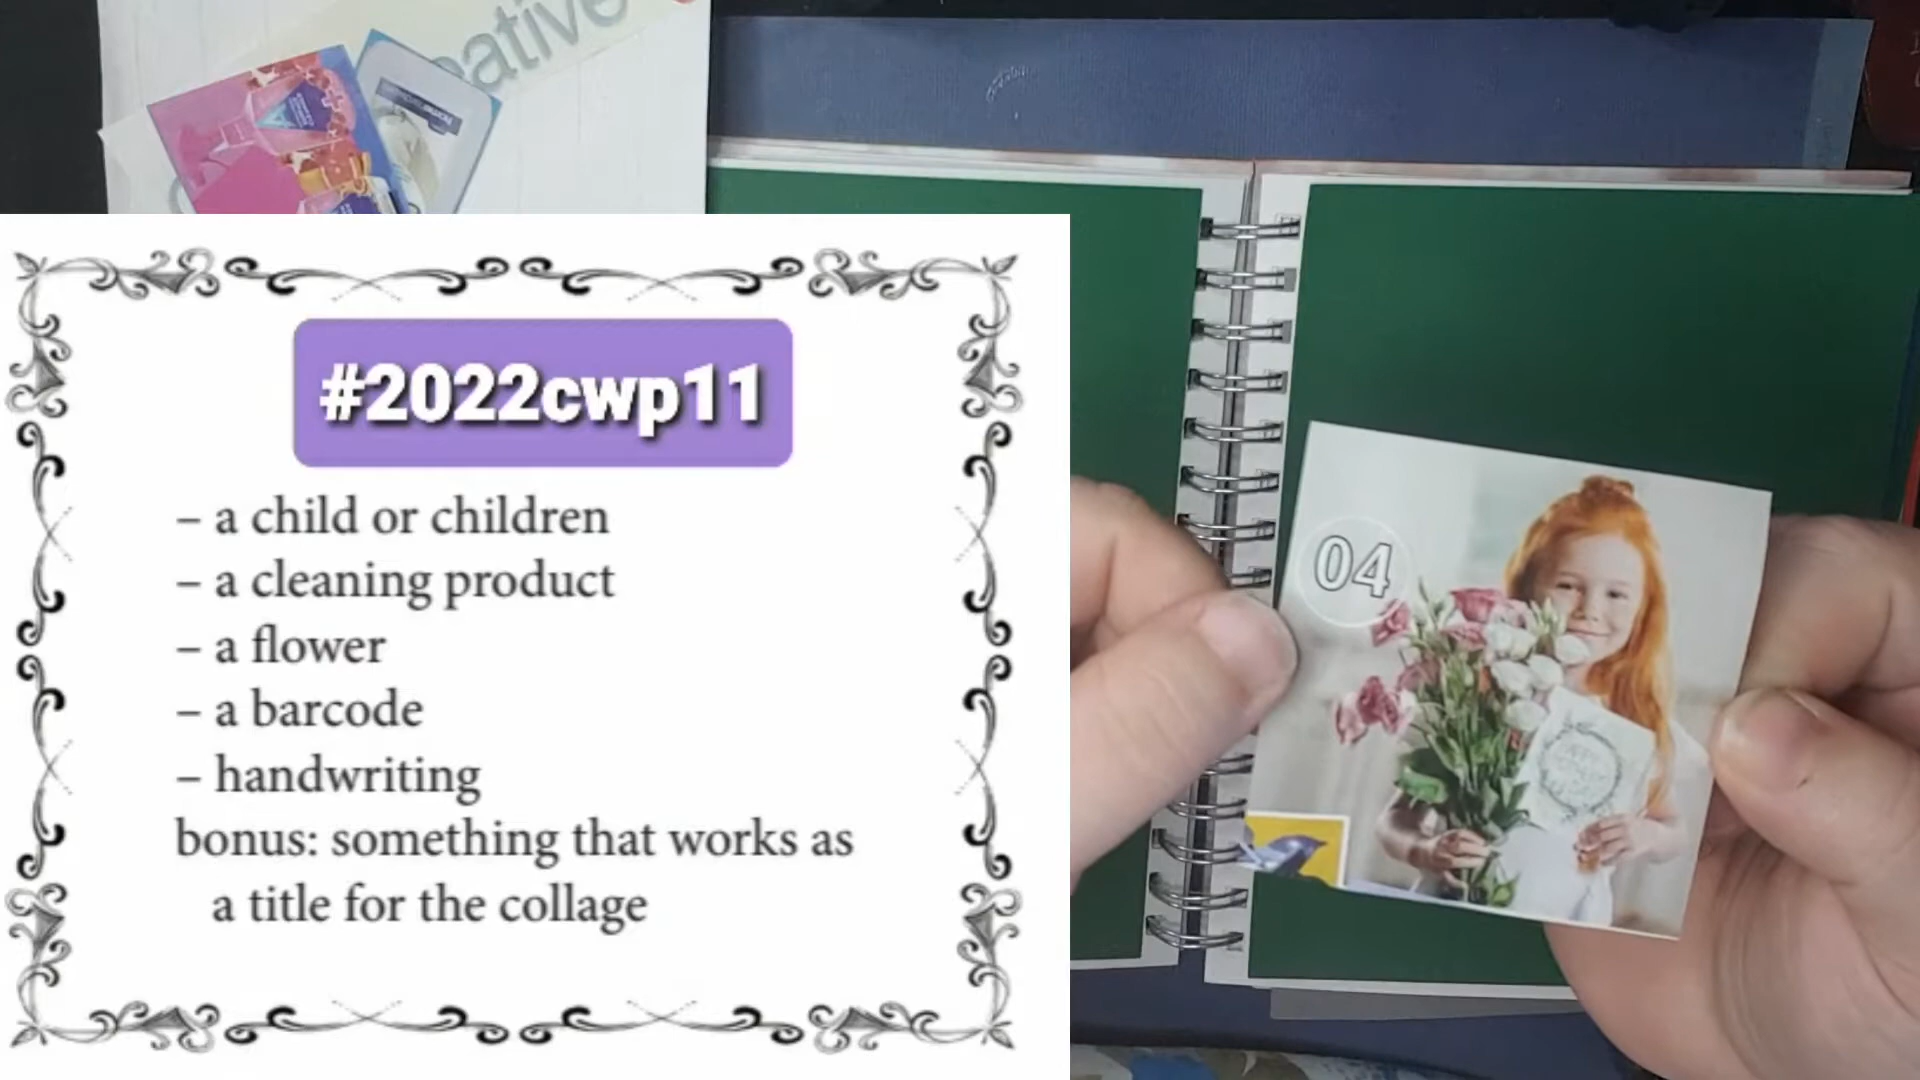 eative
#2022cwp11
– a child or children
– a cleaning product
– a flower
– a barcode
– handwriting
bonus: something that works as
a title for the collage
04